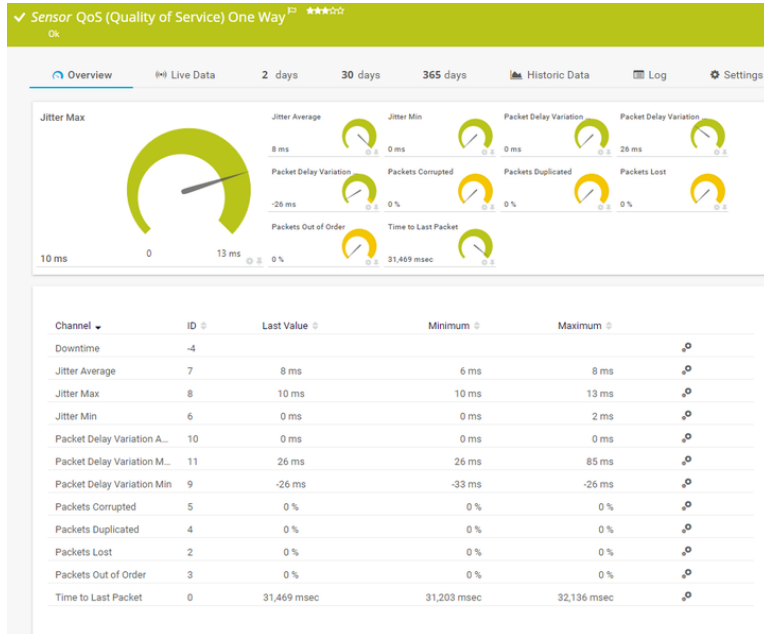 Sensor QoS (Quality of Service) One Way
Ok
Overview Live Data 2 days 30 days 365 days Historic Data Log Settings
Jitter Max
10 ms
0
13 ms
Jitter Average
8 ms
Jitter Min
0 ms
Packet Delay Variation ...
0 ms
Packet Delay Variation ...
26 ms
Packet Delay Variation ...
-26 ms
Packets Corrupted
0 %
Packets Duplicated
0 %
Packets Lost
0 %
Packets Out of Order
0 %
Time to Last Packet
31,469 msec
Channel ID Last Value Minimum Maximum
Downtime -4
Jitter Average 7 8 ms 6 ms 8 ms
Jitter Max 8 10 ms 10 ms 13 ms
Jitter Min 6 0 ms 0 ms 2 ms
Packet Delay Variation A... 10 0 ms 0 ms 0 ms
Packet Delay Variation M... 11 26 ms 26 ms 85 ms
Packet Delay Variation Min 9 -26 ms -33 ms -26 ms
Packets Corrupted 5 0 % 0 % 0 %
Packets Duplicated 4 0 % 0 % 0 %
Packets Lost 2 0 % 0 % 0 %
Packets Out of Order 3 0 % 0 % 0 %
Time to Last Packet 0 31,469 msec 31,203 msec 32,136 msec